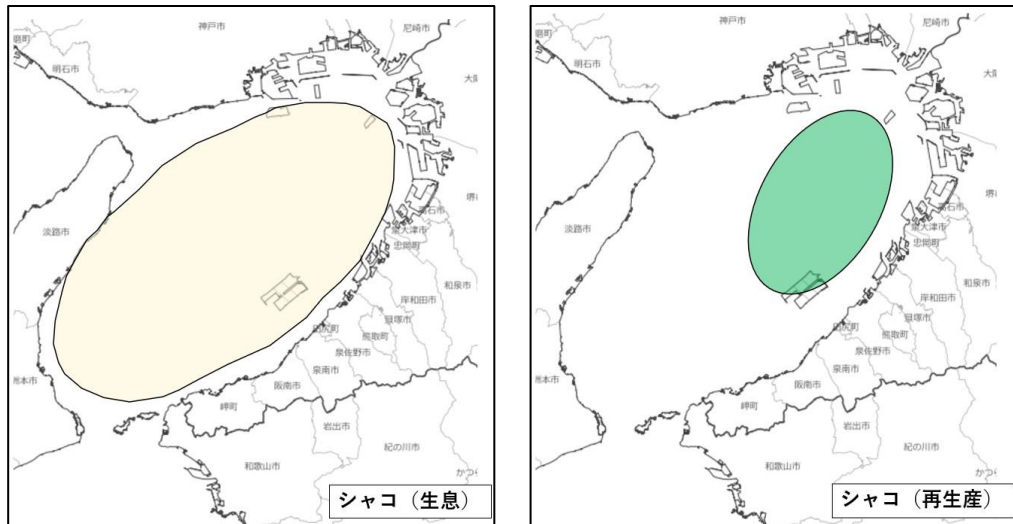 神戸市
尼崎市
明石市
淡路市
高石市
泉大津市
忠岡町
和泉市
岸和田市
貝塚市
熊取町
田尻町
泉佐野市
泉南市
阪南市
岬町
岩出市
紀の川市
和歌山市
シャコ（生息）
神戸市
尼崎市
明石市
淡路市
高石市
泉大津市
忠岡町
和泉市
岸和田市
貝塚市
熊取町
田尻町
泉佐野市
泉南市
阪南市
岬町
岩出市
紀の川市
和歌山市
シャコ（再生産）